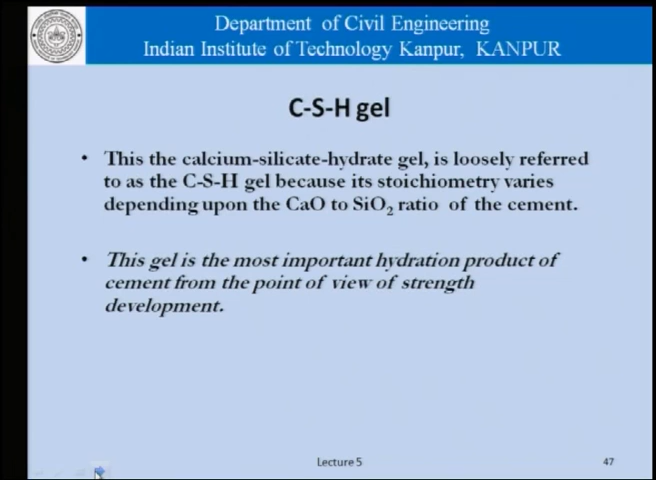 Department of Civil Engineering
Indian Institute of Technology Kanpur, KANPUR
C-S-H gel
• This the calcium-silicate-hydrate gel, is loosely referred
to as the C-S-H gel because its stoichiometry varies
depending upon the CaO to SiO₂ ratio of the cement.
• This gel is the most important hydration product of
cement from the point of view of strength
development.
Lecture 5
47